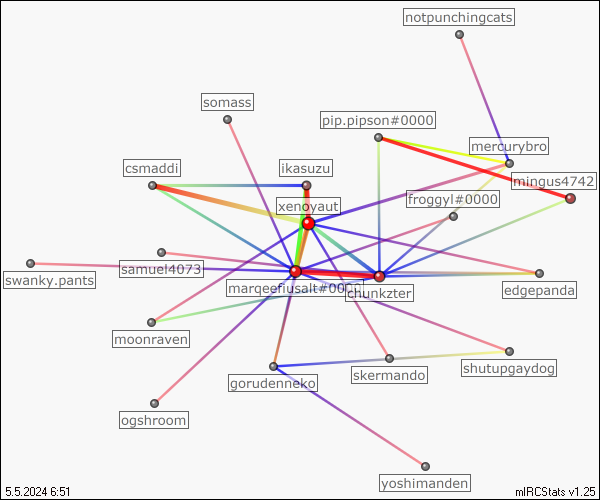 notpunchingcats
somass
pip.pipson#0000
mercurybro
csmaddi
ikasuzu
mingus4742
froggyl#0000
xenoyaut
samuel4073
swanky.pants
marqeefiusalt#0000
chunkzter
edgepanda
moonraven
shutupgaydog
skermando
gorudenneko
ogshroom
yoshimanden
5.5.2024 6:51
mIRCStats v1.25